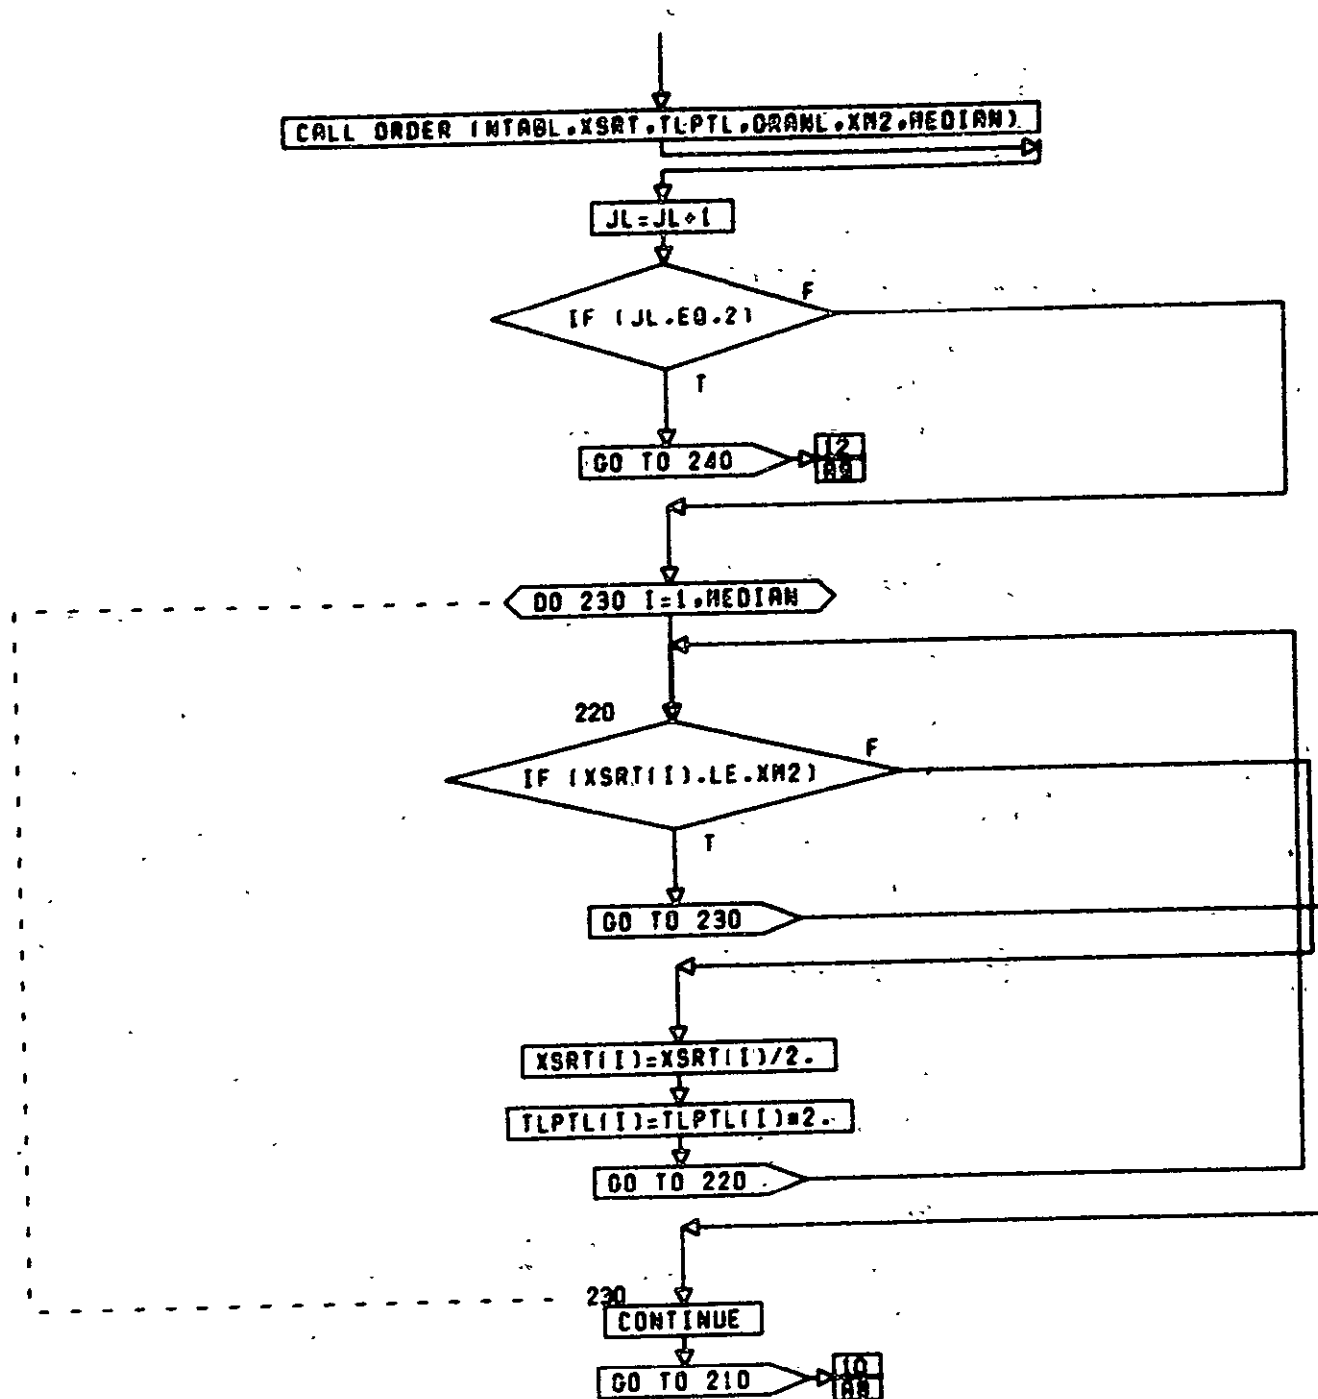 CALL ORDER (NTABL,XSRT,TLPTL,DRAWL,XM2,MEDIAN)
JL=JL+1
F
IF (JL.EQ.2)
T
GO TO 240
12
DO 230 I=1,MEDIAN
220
F
IF (XSRT(I).LE.XM2)
T
GO TO 230
XSRT(I)=XSRT(I)/2.
TLPTL(I)=TLPTL(I)*2.
GO TO 220
230
CONTINUE
GO TO 210
10